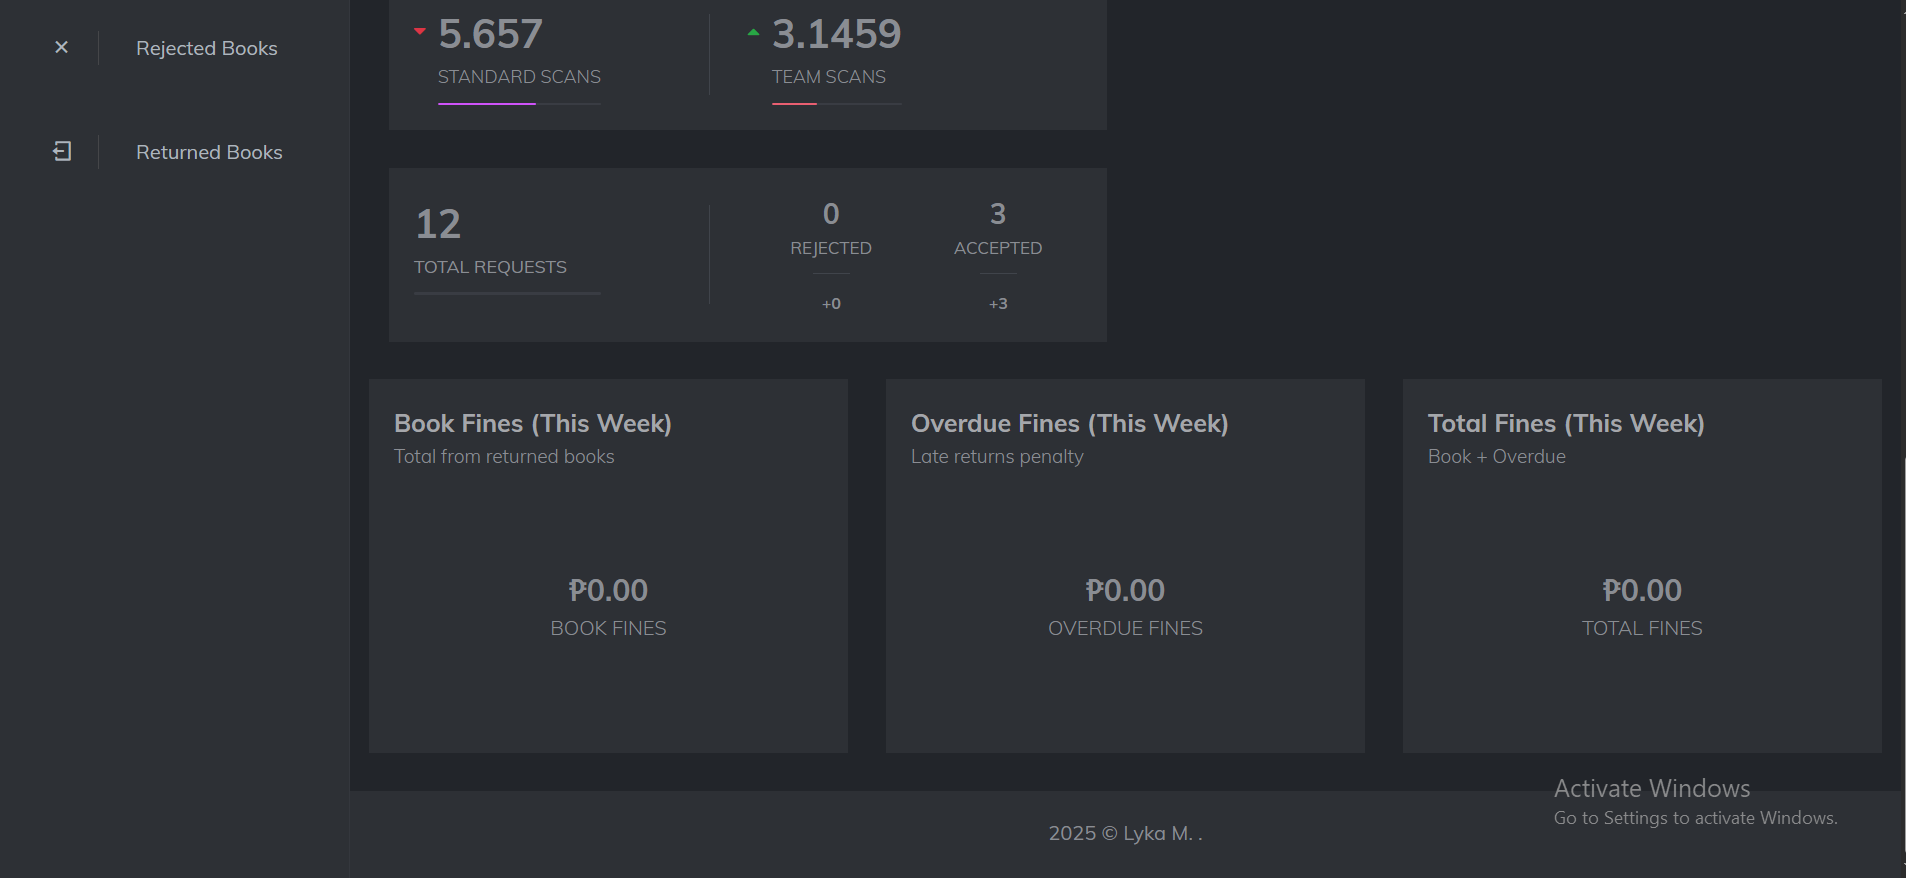 Rejected Books
Returned Books
5.657
STANDARD SCANS
3.1459
TEAM SCANS
12
TOTAL REQUESTS
0
REJECTED
+0
3
ACCEPTED
+3
Book Fines (This Week)
Total from returned books
₱0.00
BOOK FINES
Overdue Fines (This Week)
Late returns penalty
₱0.00
OVERDUE FINES
Total Fines (This Week)
Book + Overdue
₱0.00
TOTAL FINES
Activate Windows
Go to Settings to activate Windows.
2025 © Lyka M. .